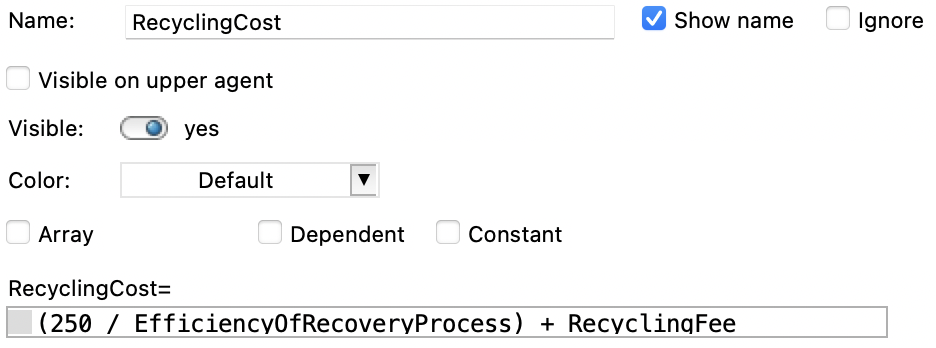 Name: RecyclingCost Show name Ignore
Visible on upper agent
Visible: yes
Color: Default
Array Dependent Constant
RecyclingCost=
(250 / EfficiencyOfRecoveryProcess) + RecyclingFee